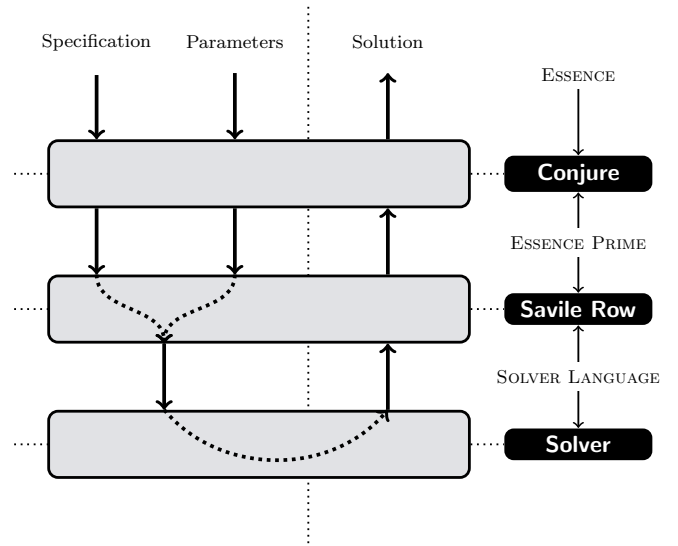 Specification Parameters Solution
ESSENCE
Conjure
ESSENCE PRIME
Savile Row
SOLVER LANGUAGE
Solver